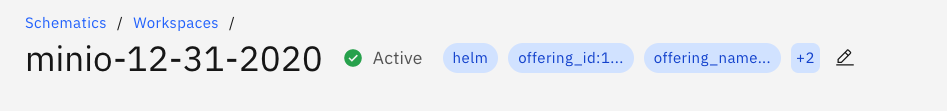 Schematics / Workspaces /
minio-12-31-2020 Active helm offering_id:1... offering_name... +2